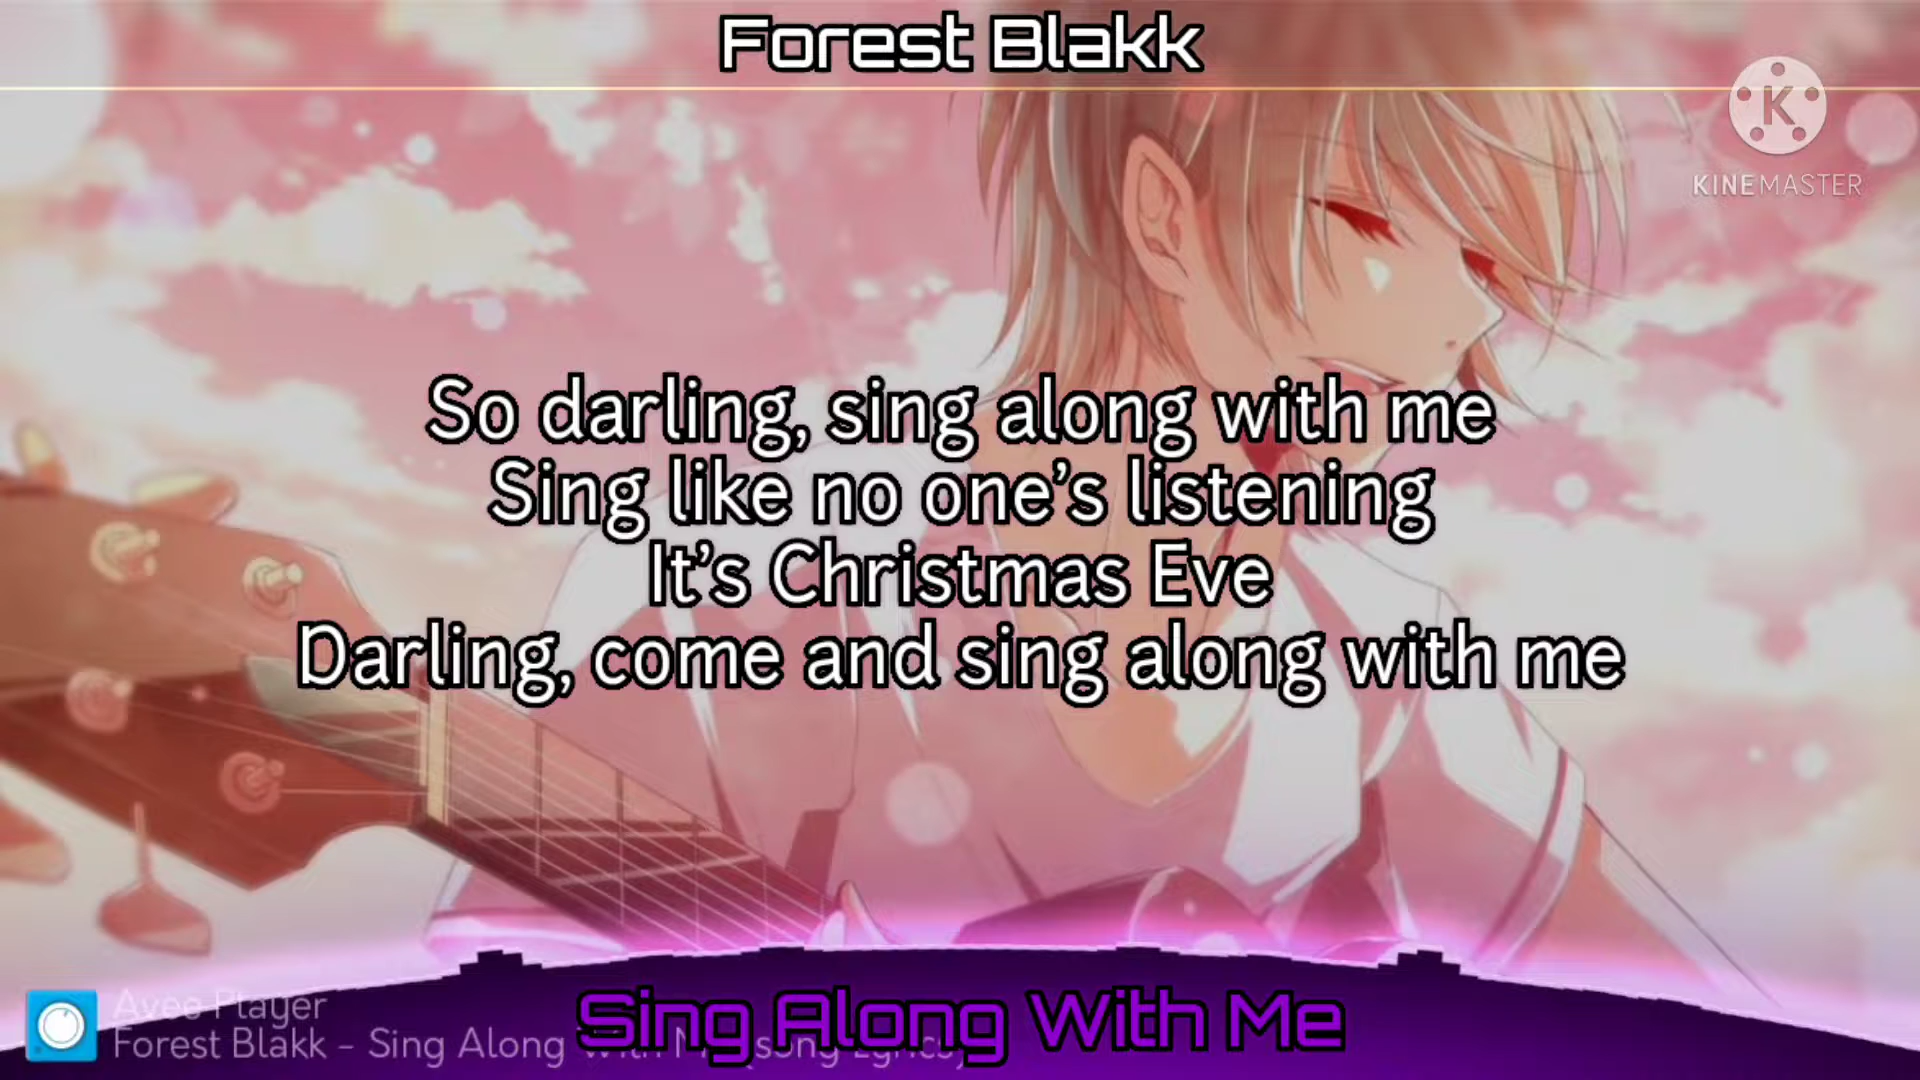 Forest Blakk
KINEMASTER
So darling, sing along with me
Sing like no one’s listening
It’s Christmas Eve
Darling, come and sing along with me
Avee Player
Forest Blakk - Sing Along
Sing Along With Me